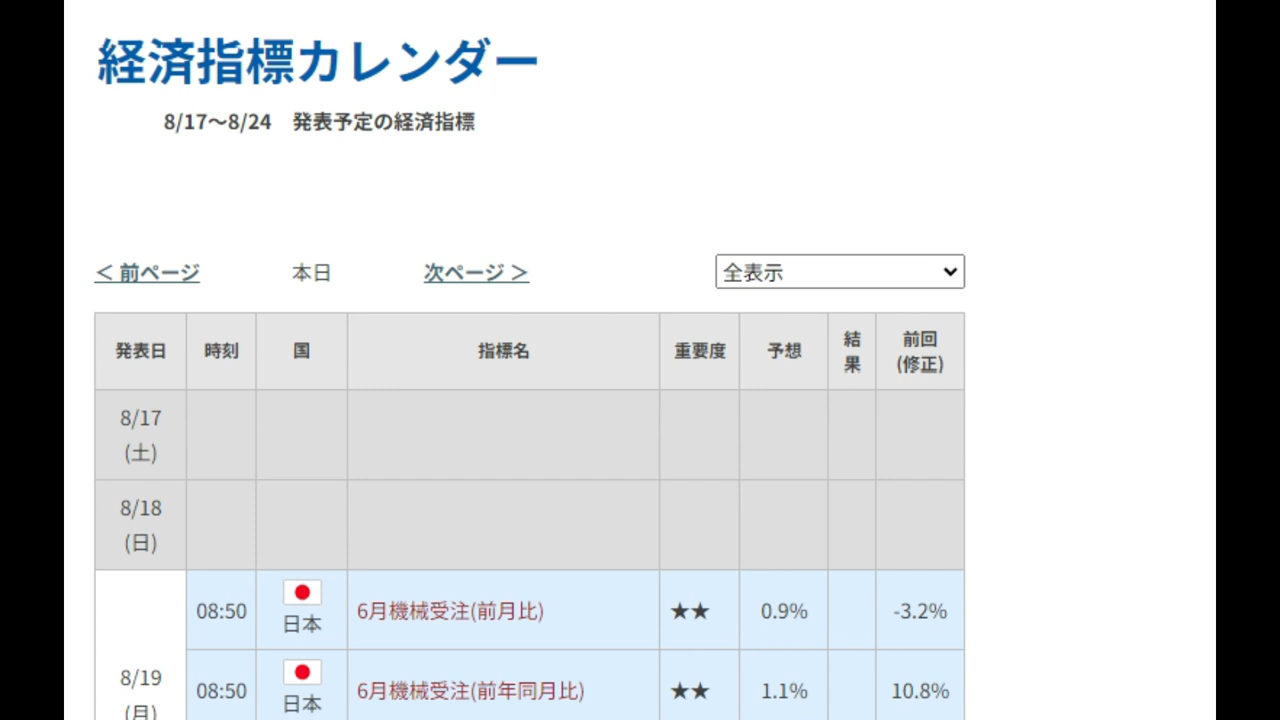 経済指標カレンダー
8/17～8/24 発表予定の経済指標
＜ 前ページ 本日 次ページ ＞ 全表示
発表日 時刻 国 指標名 重要度 予想 結果 前回(修正)
8/17
(土)
8/18
(日)
08:50 日本 6月機械受注(前月比) ★★ 0.9% -3.2%
8/19
(月)
08:50 日本 6月機械受注(前年同月比) ★★ 1.1% 10.8%